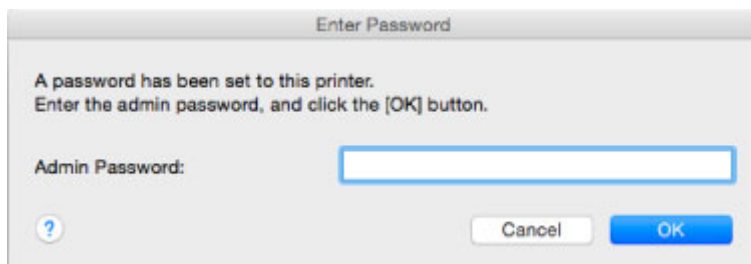 Enter Password
A password has been set to this printer.
Enter the admin password, and click the [OK] button.
Admin Password:
?
Cancel
OK